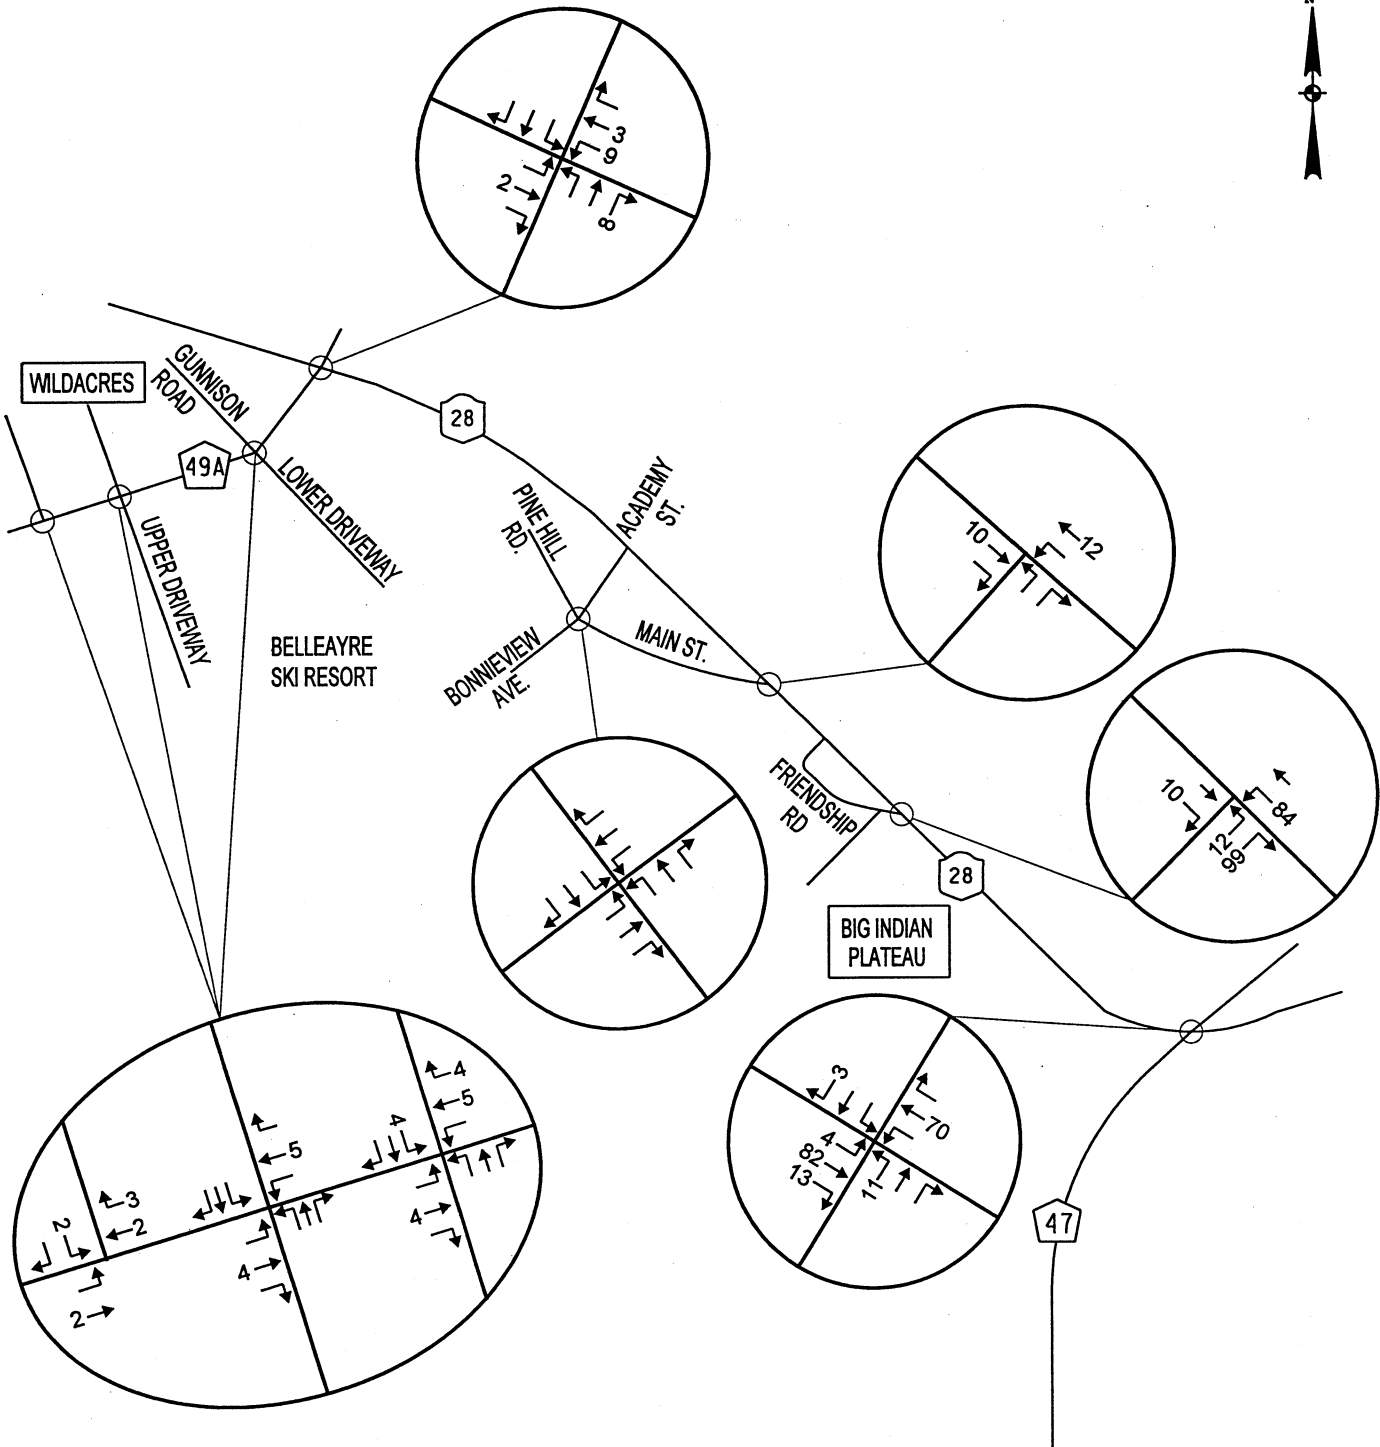 N
3
9
2
8
WILDACRES
GUNNISON
ROAD
28
49A
LOWER DRIVEWAY
UPPER DRIVEWAY
PINE HILL
RD.
ACADEMY
ST.
BELLEAYRE
SKI RESORT
BONNIEVIEW
AVE.
MAIN ST.
10
12
FRIENDSHIP
RD
10
84
12
99
28
BIG INDIAN
PLATEAU
3
4
82
13
70
11
4
5
4
5
4
4
3
2
2
2
47